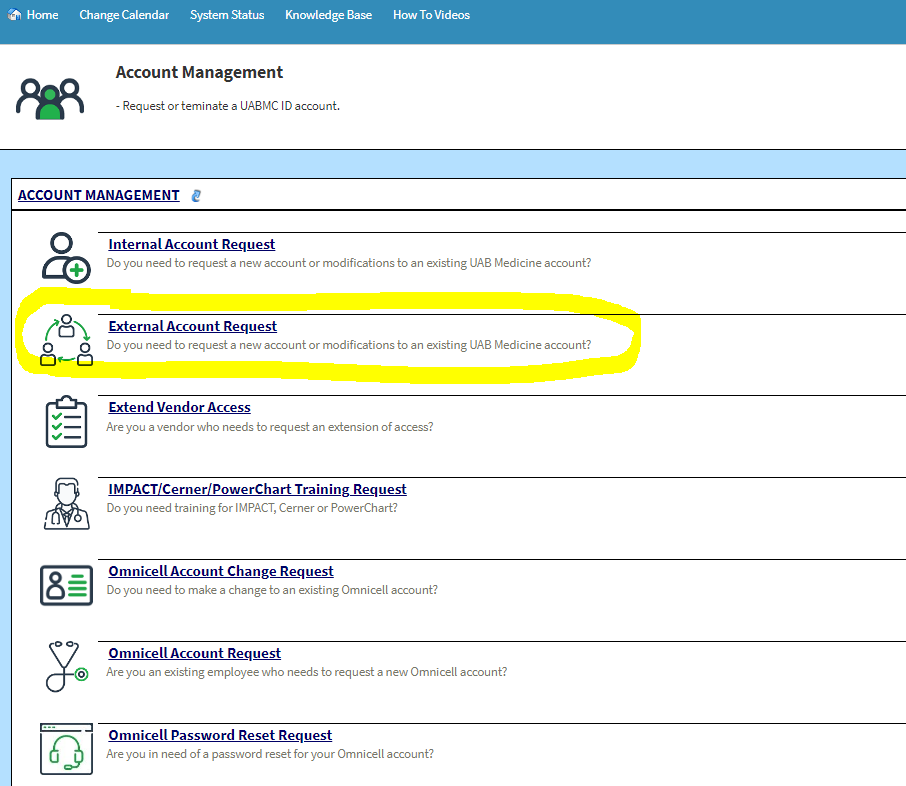 Home Change Calendar System Status Knowledge Base How To Videos
Account Management
- Request or teminate a UABMC ID account.
ACCOUNT MANAGEMENT
Internal Account Request
Do you need to request a new account or modifications to an existing UAB Medicine account?
External Account Request
Do you need to request a new account or modifications to an existing UAB Medicine account?
Extend Vendor Access
Are you a vendor who needs to request an extension of access?
IMPACT/Cerner/PowerChart Training Request
Do you need training for IMPACT, Cerner or PowerChart?
Omnicell Account Change Request
Do you need to make a change to an existing Omnicell account?
Omnicell Account Request
Are you an existing employee who needs to request a new Omnicell account?
Omnicell Password Reset Request
Are you in need of a password reset for your Omnicell account?